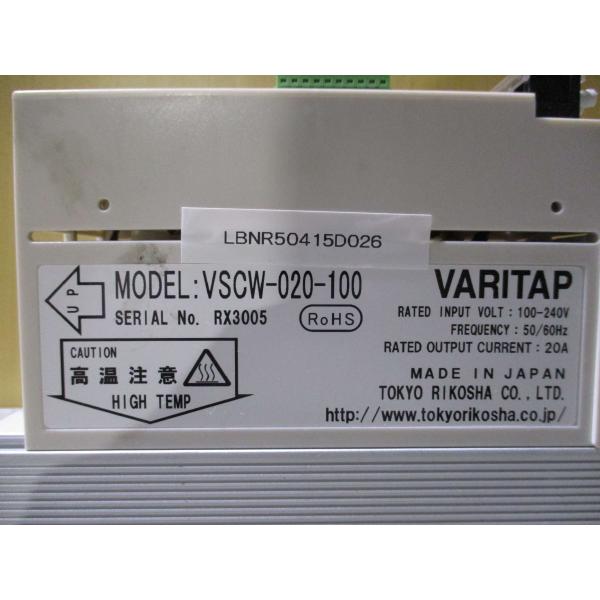 LBNR50415D026
UP
MODEL:VSCW-020-100
SERIAL No. RX3005
RoHS
CAUTION
高温注意
HIGH TEMP
VARITAP
RATED INPUT VOLT : 100-240V
FREQUENCY : 50/60Hz
RATED OUTPUT CURRENT : 20A
MADE IN JAPAN
TOKYO RIKOSHA CO., LTD.
http://www.tokyorikosha.co.jp/